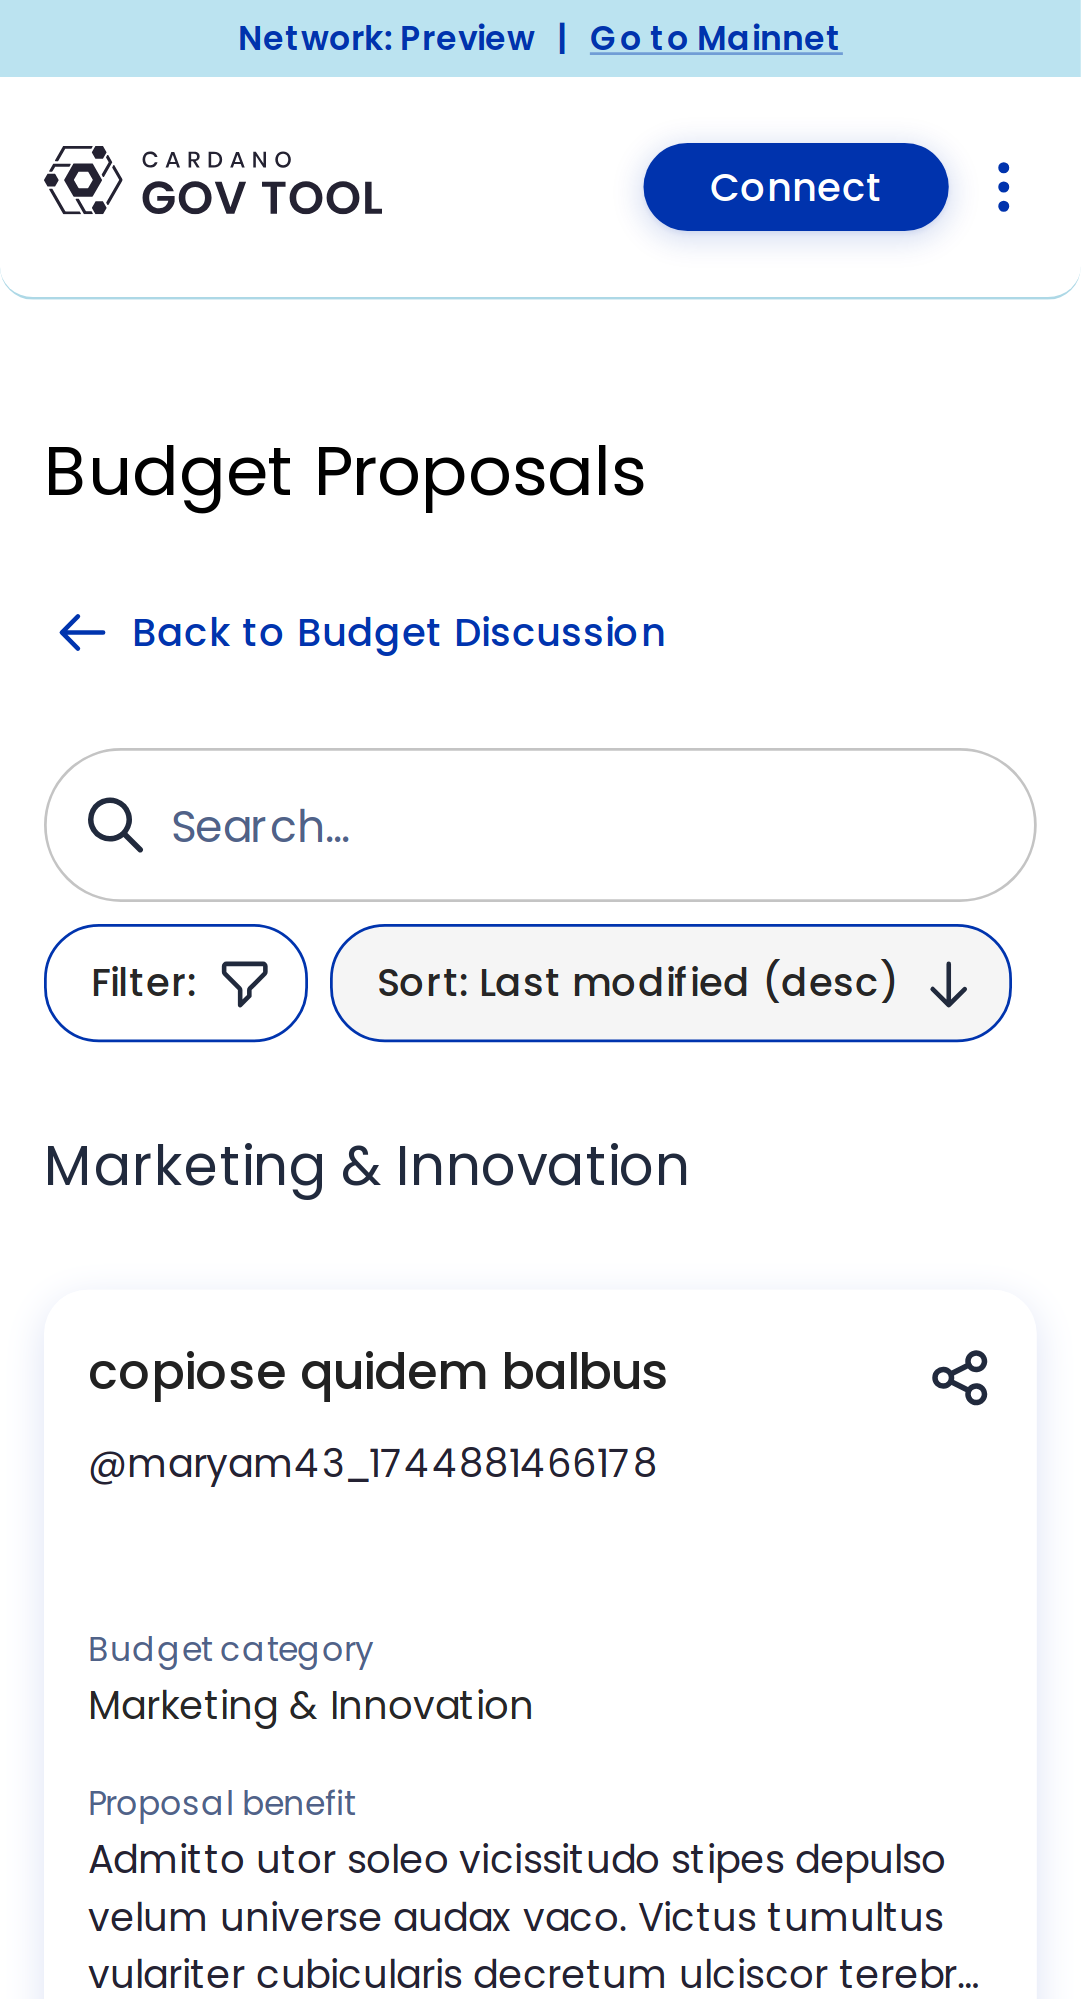 Network: Preview | Go to Mainnet
CARDANO
GOV TOOL
Connect
Budget Proposals
Back to Budget Discussion
Search...
Filter:
Sort: Last modified (desc)
Marketing & Innovation
copiose quidem balbus
@maryam43_1744881466178
Budget category
Marketing & Innovation
Proposal benefit
Admitto utor soleo vicissitudo stipes depulso
velum universe audax vaco. Victus tumultus
vulariter cubicularis decretum ulciscor terebr...